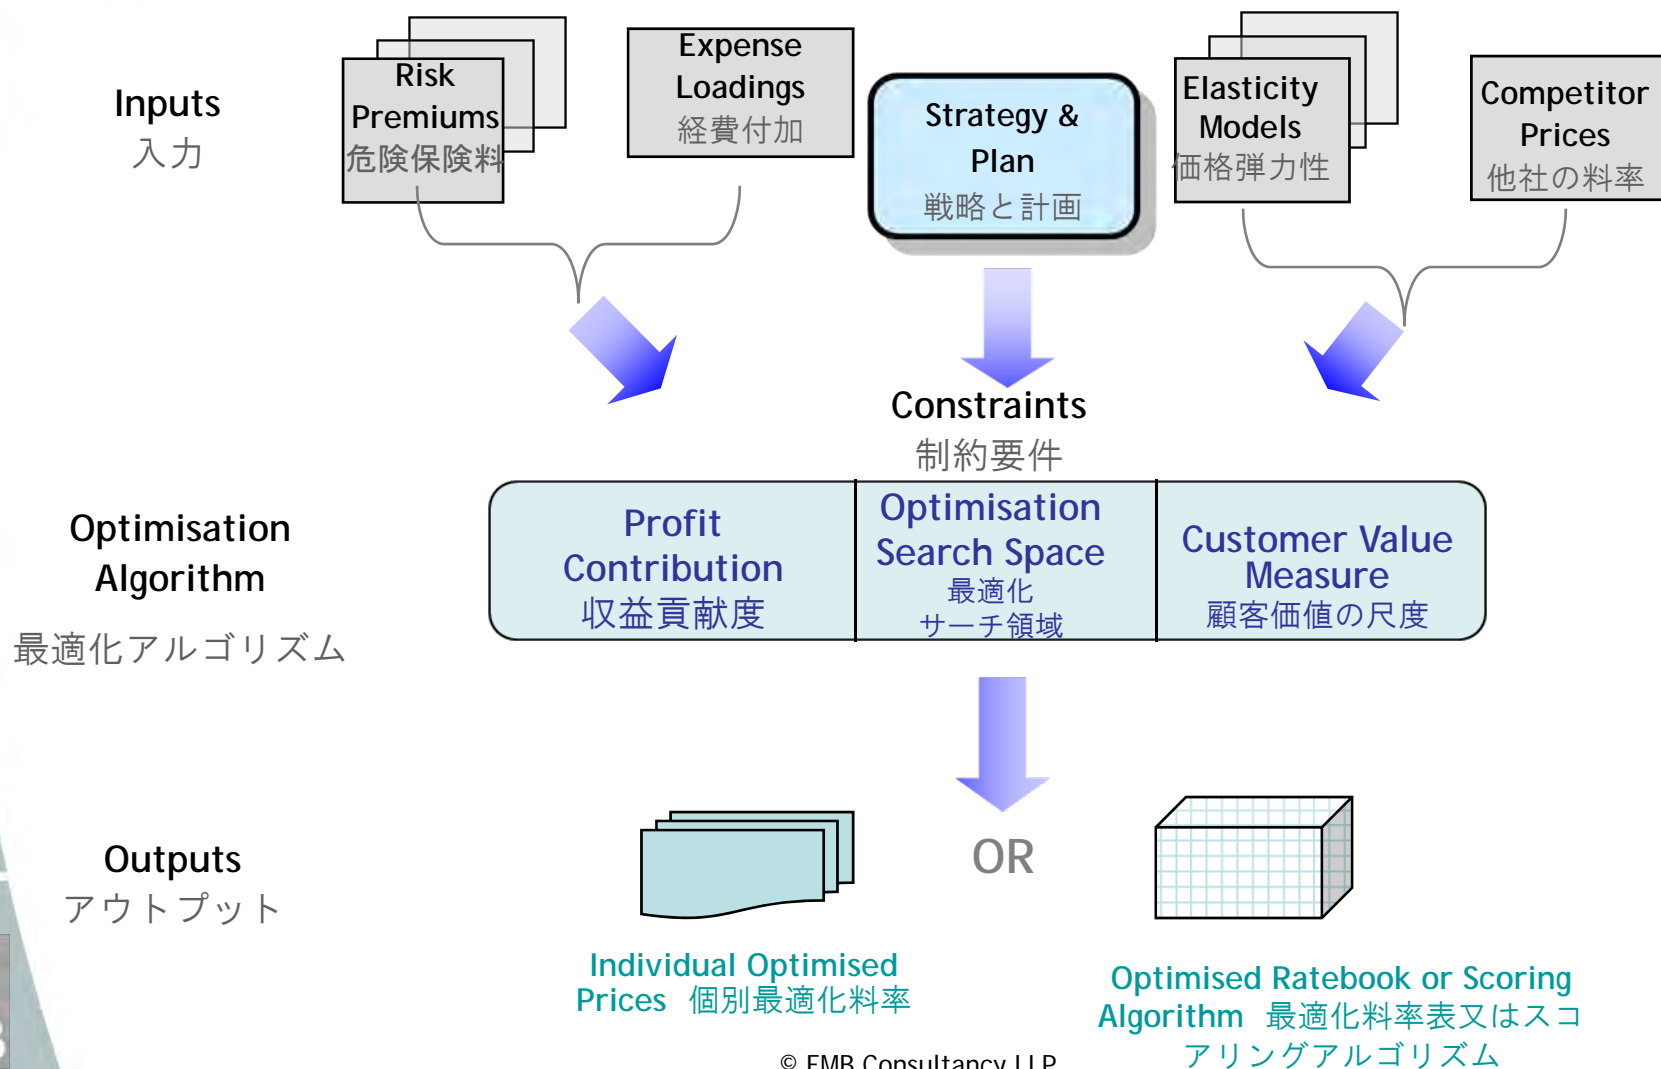 Inputs
入力
Risk
Premiums
危険保険料
Expense
Loadings
経費付加
Strategy &
Plan
戦略と計画
Elasticity
Models
価格弾力性
Competitor
Prices
他社の料率
Constraints
制約要件
Optimisation
Algorithm
最適化アルゴリズム
Profit
Contribution
収益貢献度
Optimisation
Search Space
最適化
サーチ領域
Customer Value
Measure
顧客価値の尺度
Outputs
アウトプット
OR
Individual Optimised
Prices 個別最適化料率
Optimised Ratebook or Scoring
Algorithm 最適化料率表又はスコ
アリングアルゴリズム
© EMB Consultancy LLP